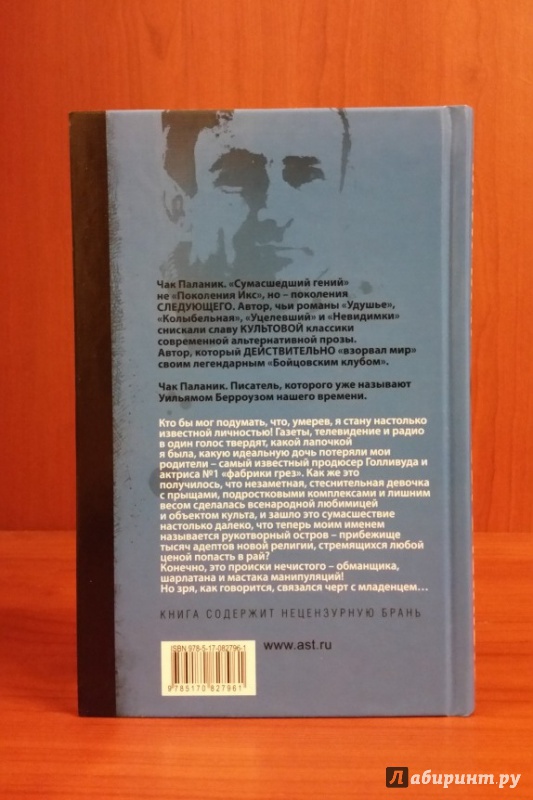 Чак Паланик. «Сумасшедший гений»
не «Поколения Икс», но – поколения
СЛЕДУЮЩЕГО. Автор, чьи романы «Удушье»,
«Колыбельная», «Уцелевший» и «Невидимки»
снискали славу КУЛЬТОВОЙ классики
современной альтернативной прозы.
Автор, который ДЕЙСТВИТЕЛЬНО «взорвал мир»
своим легендарным «Бойцовским клубом».
Чак Паланик. Писатель, которого уже называют
Уильямом Берроузом нашего времени.
Кто бы мог подумать, что, умерев, я стану настолько
известной личностью! Газеты, телевидение и радио
в один голос твердят, какой лапочкой
я была, какую идеальную дочь потеряли мои
родители – самый известный продюсер Голливуда и
актриса №1 «фабрики грез». Как же это
получилось, что незаметная, стеснительная девочка
с прыщами, подростковыми комплексами и лишним
весом сделалась всенародной любимицей
и объектом культа, и зашло это сумасшествие
настолько далеко, что теперь моим именем
называется рукотворный остров – прибежище
тысяч адептов новой религии, стремящихся любой
ценой попасть в рай?
Конечно, это происки нечистого – обманщика,
шарлатана и мастака манипуляций!
Но зря, как говорится, связался черт с младенцем...
КНИГА СОДЕРЖИТ НЕЦЕНЗУРНУЮ БРАНЬ
ISBN 978-5-17-082796-1
9785170827961
www.ast.ru
Лабиринт.ру